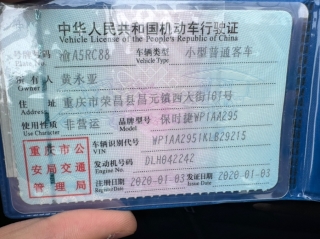 中华人民共和国机动车行驶证
Vehicle License of the People's Republic of China
号牌号码 渝A5RC88 车辆类型 小型普通客车
Vehicle Type
所有人 黄永亚
Owner
住址 重庆市荣昌县昌元镇西大街161号
Address
使用性质 非营运 品牌型号 保时捷WP1AA295
Use Character Model
重庆市公安局交通管理局
车辆识别代号 WP1AA2951KLB29215
VIN
发动机号码 DLH042242
Engine No.
注册日期 2020-01-03 发证日期 2020-01-03
Register Date Issue Date